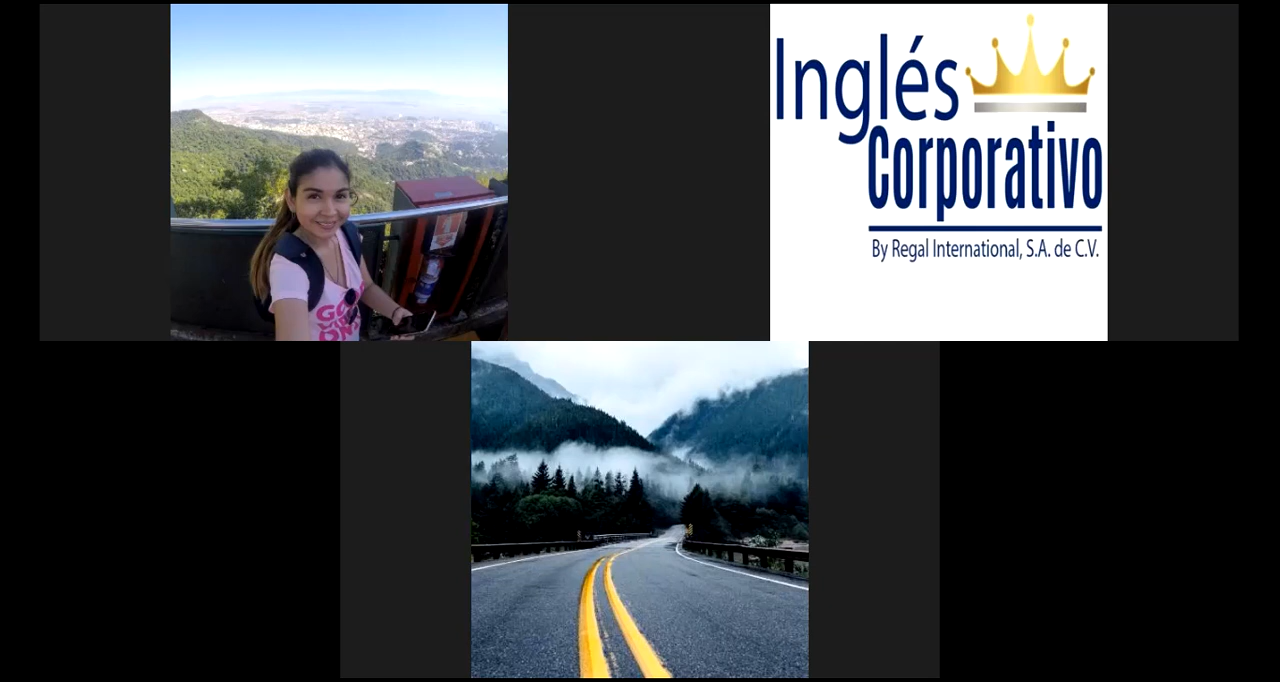 Inglés
Corporativo
By Regal International, S.A. de C.V.